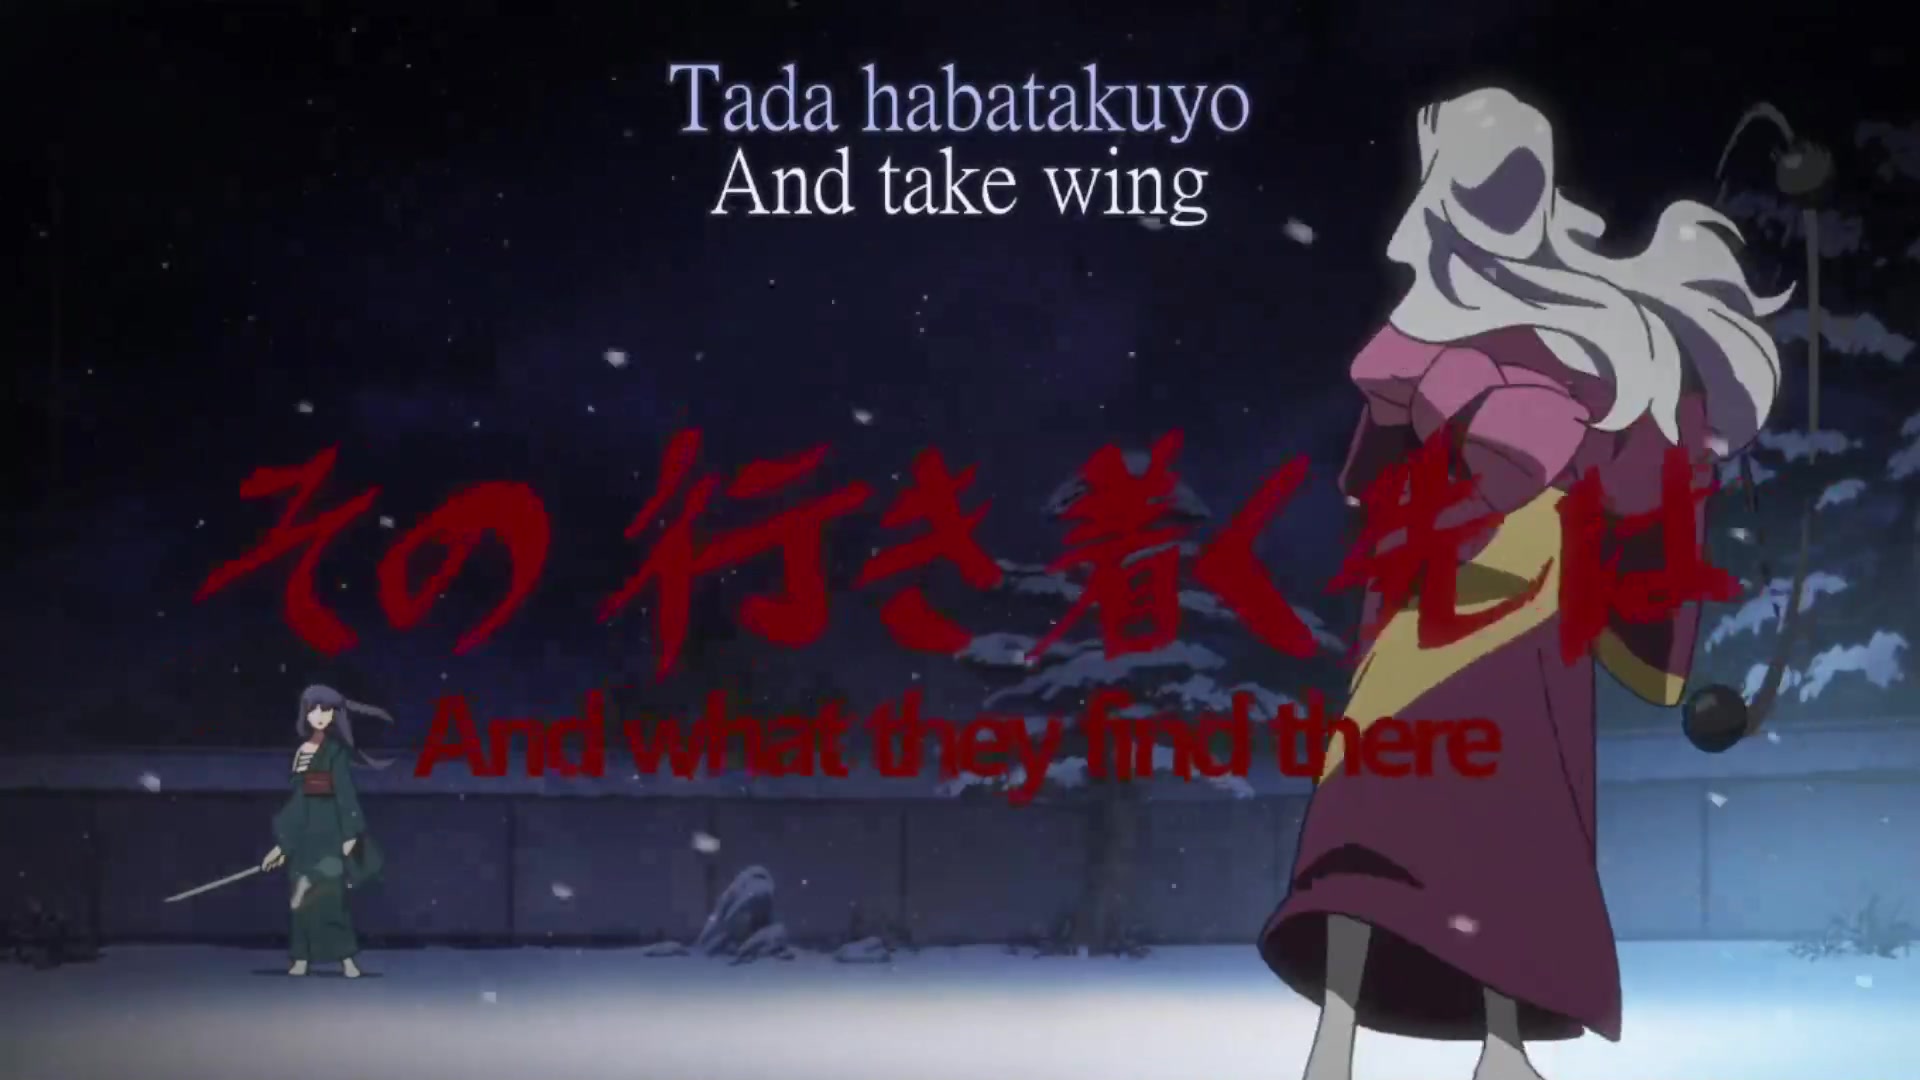 Tada habatakuyo
And take wing
その行き着く先は
And what they find there